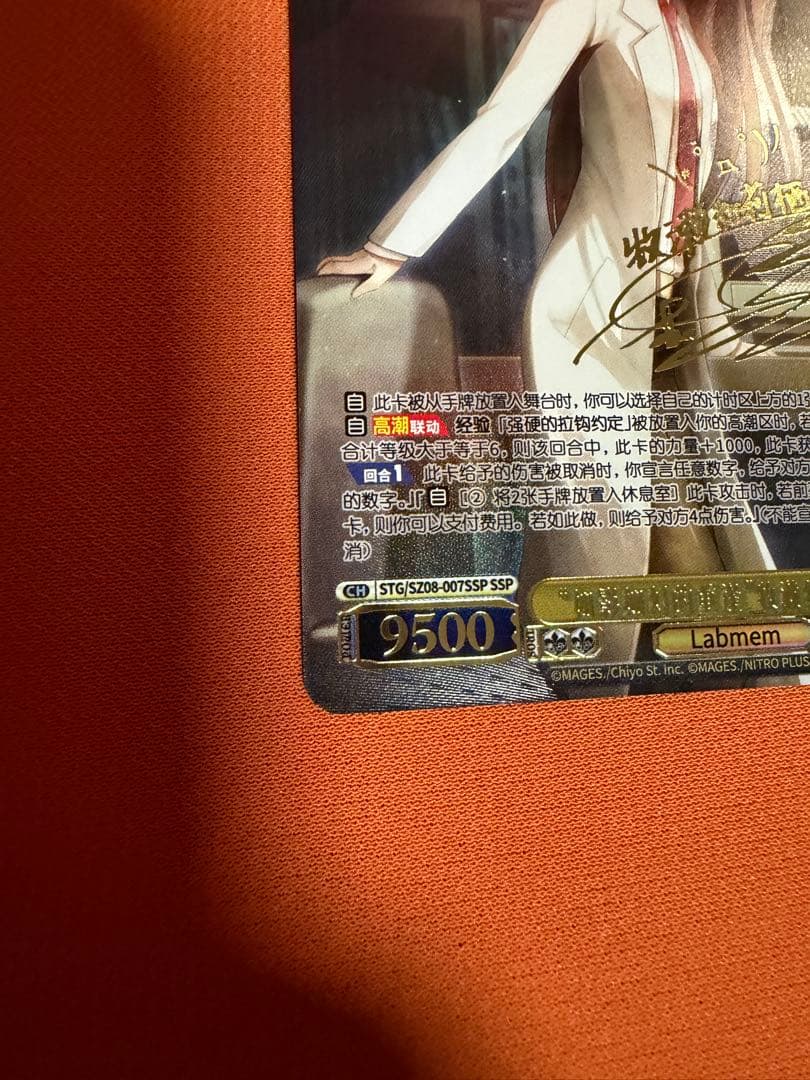 自 此卡被从手牌放置入舞台时，你可以选择自己的计时区上方的1
自 高潮联动 经验「强硬的拉钩约定」被放置入你的高潮区时，若
合计等级大于等于6，则该回合中，此卡的力量＋1000，此卡获
回合1 此卡给予的伤害被取消时，你宣言任意数字，给予对方
的数字。」「自［② 将2张手牌放置入休息室］此卡攻击时，若前
卡，则你可以支付费用。若如此做，则给予对方4点伤害。」（不能宣
消）
CH STG/SZ08-007SSP SSP
POWER 9500 SOUL Labmem
©MAGES./Chiyo St. inc. ©MAGES./NITRO PLUS